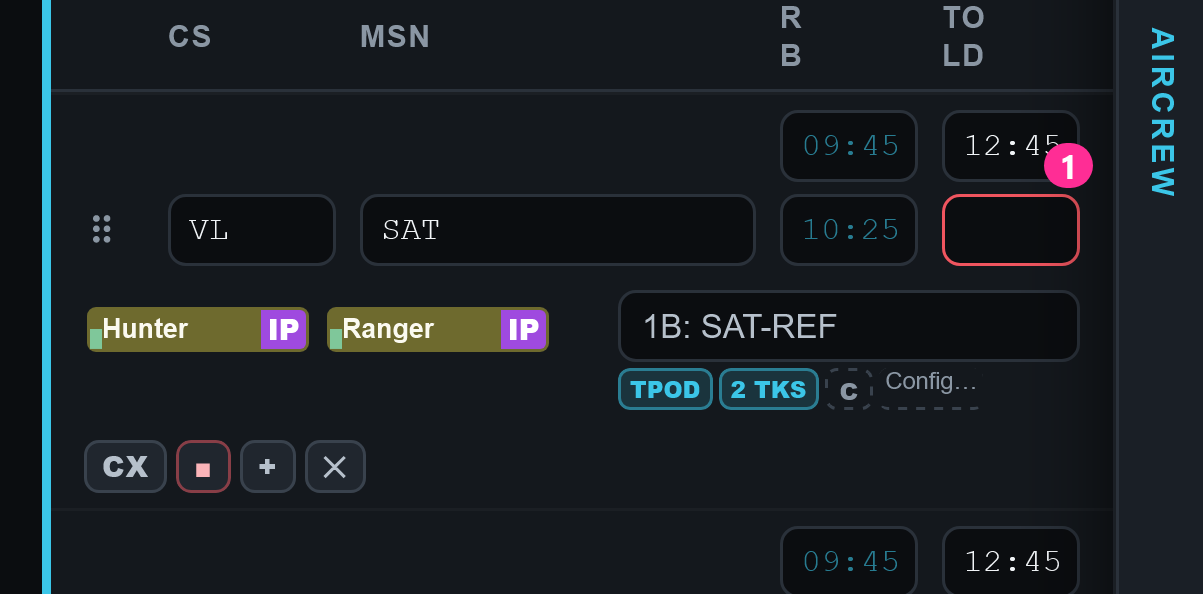 CS MSN R TO
B LD
09:45 12:45
1
VL SAT 10:25
Hunter IP Ranger IP 1B: SAT-REF
TPOD 2 TKS C Config…
CX + ×
09:45 12:45
AIRCREW